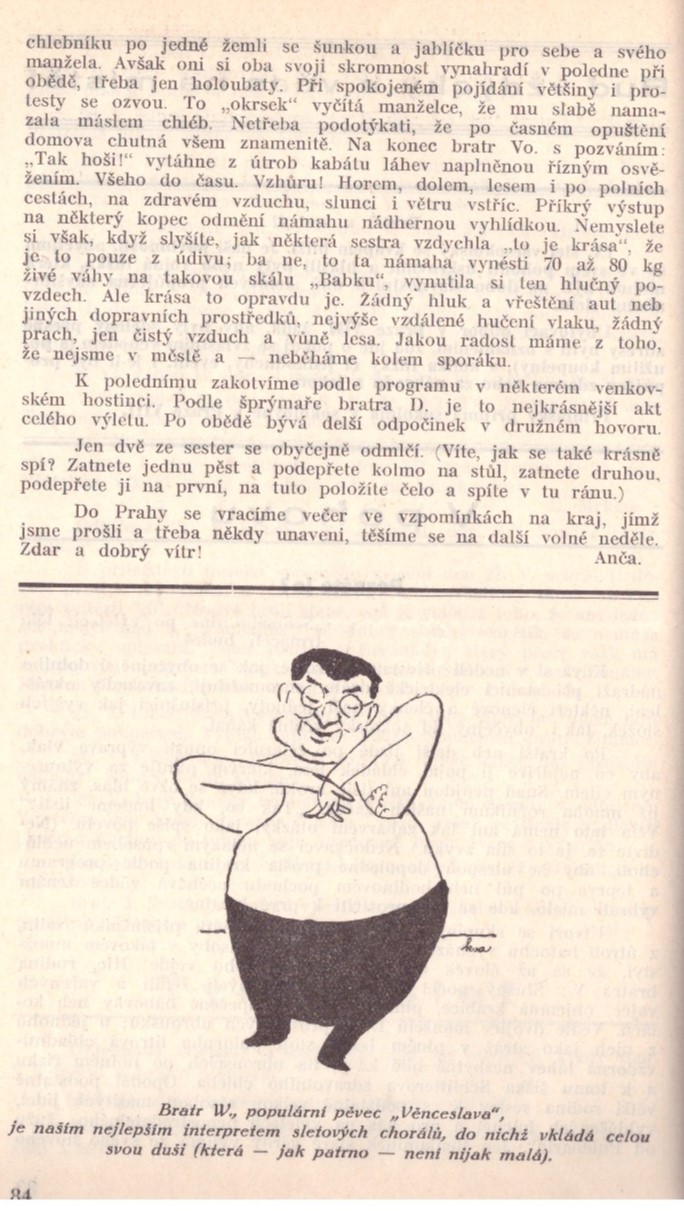 chlebníku po jedné žemli se šunkou a jablíčku pro sebe a svého
manžela. Avšak oni si oba svoji skromnost vynahradí v poledne při
obědě, třeba jen holoubaty. Při spokojeném pojídání většiny i pro-
testy se ozvou. To „okrsek“ vyčítá manželce, že mu slabě nama-
zala máslem chléb. Netřeba podotýkati, že po časném opuštění
domova chutná všem znamenitě. Na konec bratr Vo. s pozváním:
„Tak hoši!“ vytáhne z útrob kabátu láhev naplněnou řízným osvě-
žením. Všeho do času. Vzhůru! Horem, dolem, lesem i po polních
cestách, na zdravém vzduchu, slunci i větru vstříc. Příkrý výstup
na některý kopec odmění námahu nádhernou vyhlídkou. Nemyslete
si však, když slyšíte, jak některá sestra vzdychla „to je krása“, že
je to pouze z údivu; ba ne, to ta námaha vynésti 70 až 80 kg
živé váhy na takovou skálu „Babku“, vynutila si ten hlučný po-
vzdech. Ale krása to opravdu je. Žádný hluk a vřeštění aut neb
jiných dopravních prostředků, nejvýše vzdálené hučení vlaku, žádný
prach, jen čistý vzduch a vůně lesa. Jakou radost máme z toho,
že nejsme v městě a — neběháme kolem sporáku.
K polednímu zakotvíme podle programu v některém venkov-
ském hostinci. Podle šprýmaře bratra D. je to nejkrásnější akt
celého výletu. Po obědě bývá delší odpočinek v družném hovoru.
Jen dvě ze sester se obyčejně odmlčí. (Víte, jak se také krásně
spí? Zatnete jednu pěst a podepřete kolmo na stůl, zatnete druhou,
podepřete ji na první, na tuto položíte čelo a spíte v tu ránu.)
Do Prahy se vracíme večer ve vzpomínkách na kraj, jímž
jsme prošli a třeba někdy unaveni, těšíme se na další volné neděle.
Zdar a dobrý vítr! Anča.
Bratr W., populární pěvec „Věnceslava“,
je naším nejlepším interpretem sletových chorálů, do nichž vkládá celou
svou duši (která — jak patrno — není nijak malá).
84